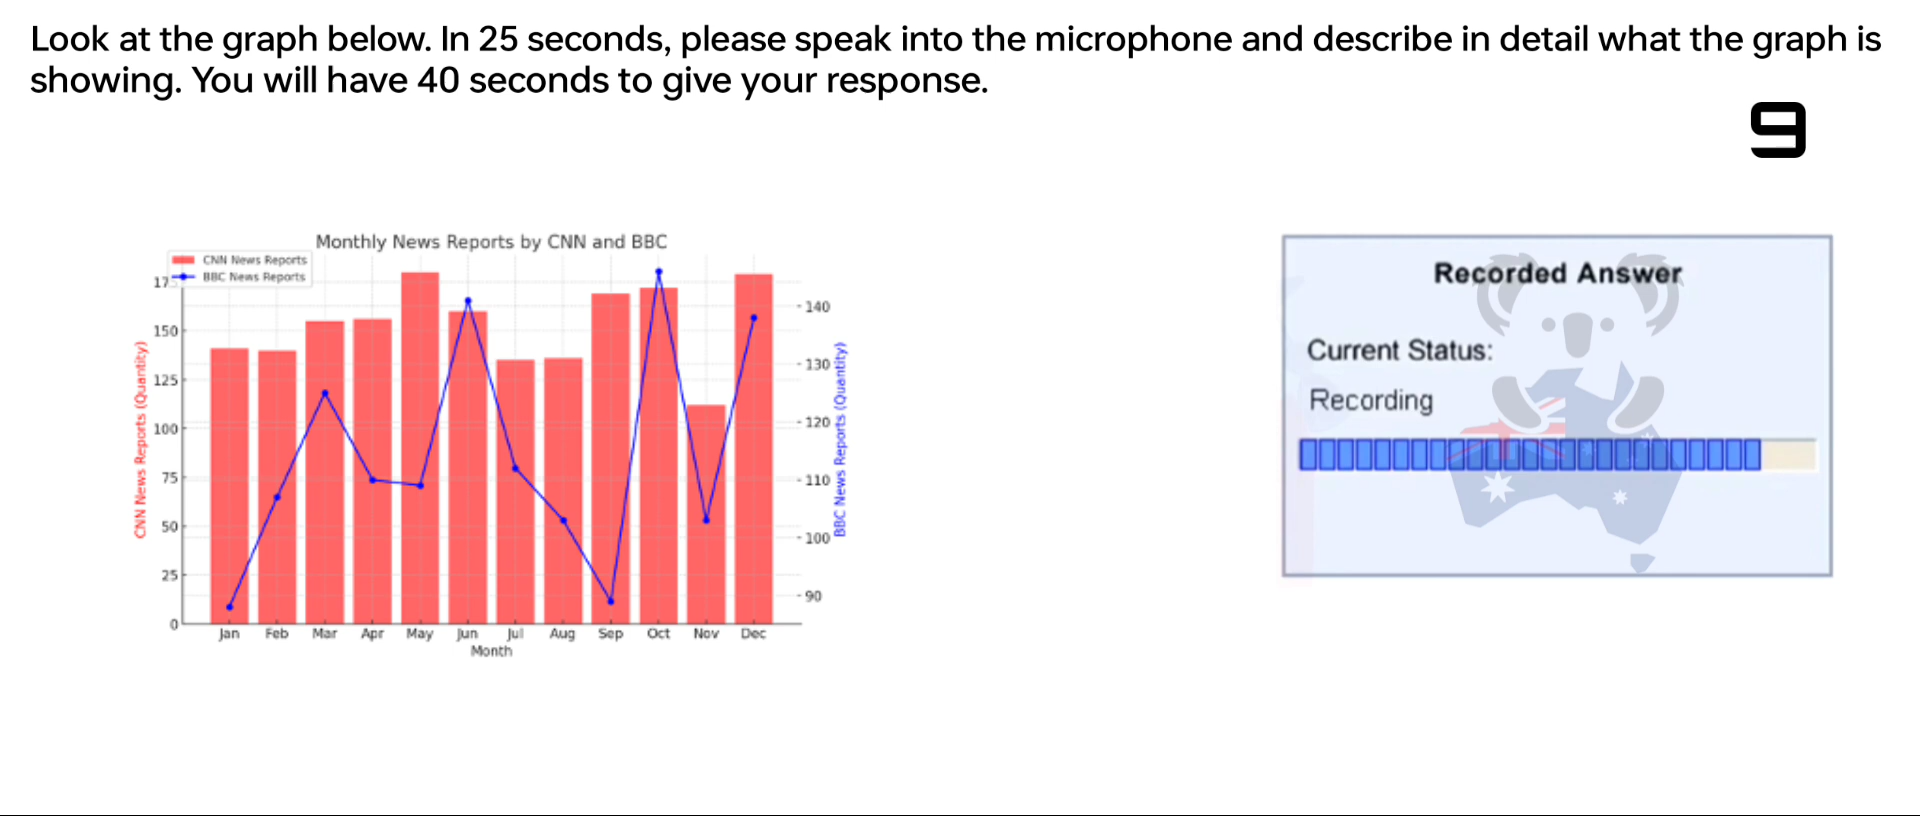 Look at the graph below. In 25 seconds, please speak into the microphone and describe in detail what the graph is
showing. You will have 40 seconds to give your response.
9
Monthly News Reports by CNN and BBC
CNN News Reports
BBC News Reports
CNN News Reports (Quantity)
17
150
125
100
75
50
25
0
140
130
120
110
100
90
BBC News Reports (Quantity)
Jan Feb Mar Apr May Jun Jul Aug Sep Oct Nov Dec
Month
Recorded Answer
Current Status:
Recording